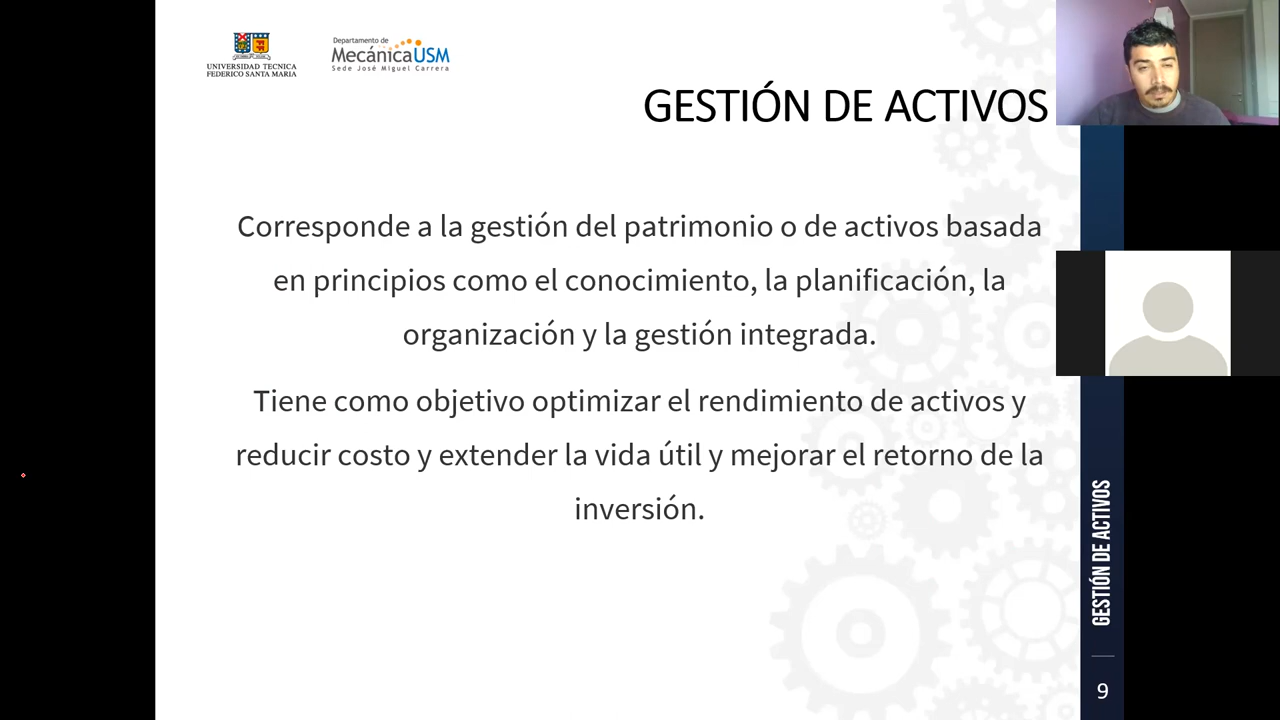 UNIVERSIDAD TECNICA
FEDERICO SANTA MARIA
Departamento de
MecánicaUSM
Sede José Miguel Carrera
GESTIÓN DE ACTIVOS
Corresponde a la gestión del patrimonio o de activos basada
en principios como el conocimiento, la planificación, la
organización y la gestión integrada.
Tiene como objetivo optimizar el rendimiento de activos y
reducir costo y extender la vida útil y mejorar el retorno de la
inversión.
GESTIÓN DE ACTIVOS
9